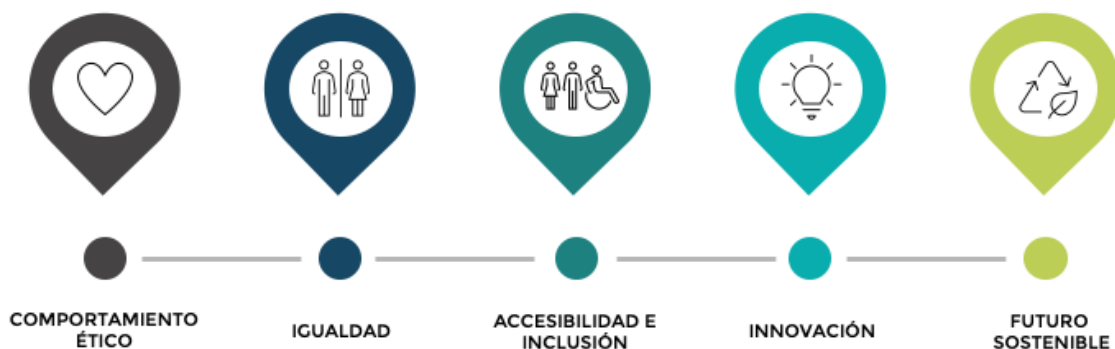 COMPORTAMIENTO
ÉTICO
IGUALDAD
ACCESIBILIDAD E
INCLUSIÓN
INNOVACIÓN
FUTURO
SOSTENIBLE